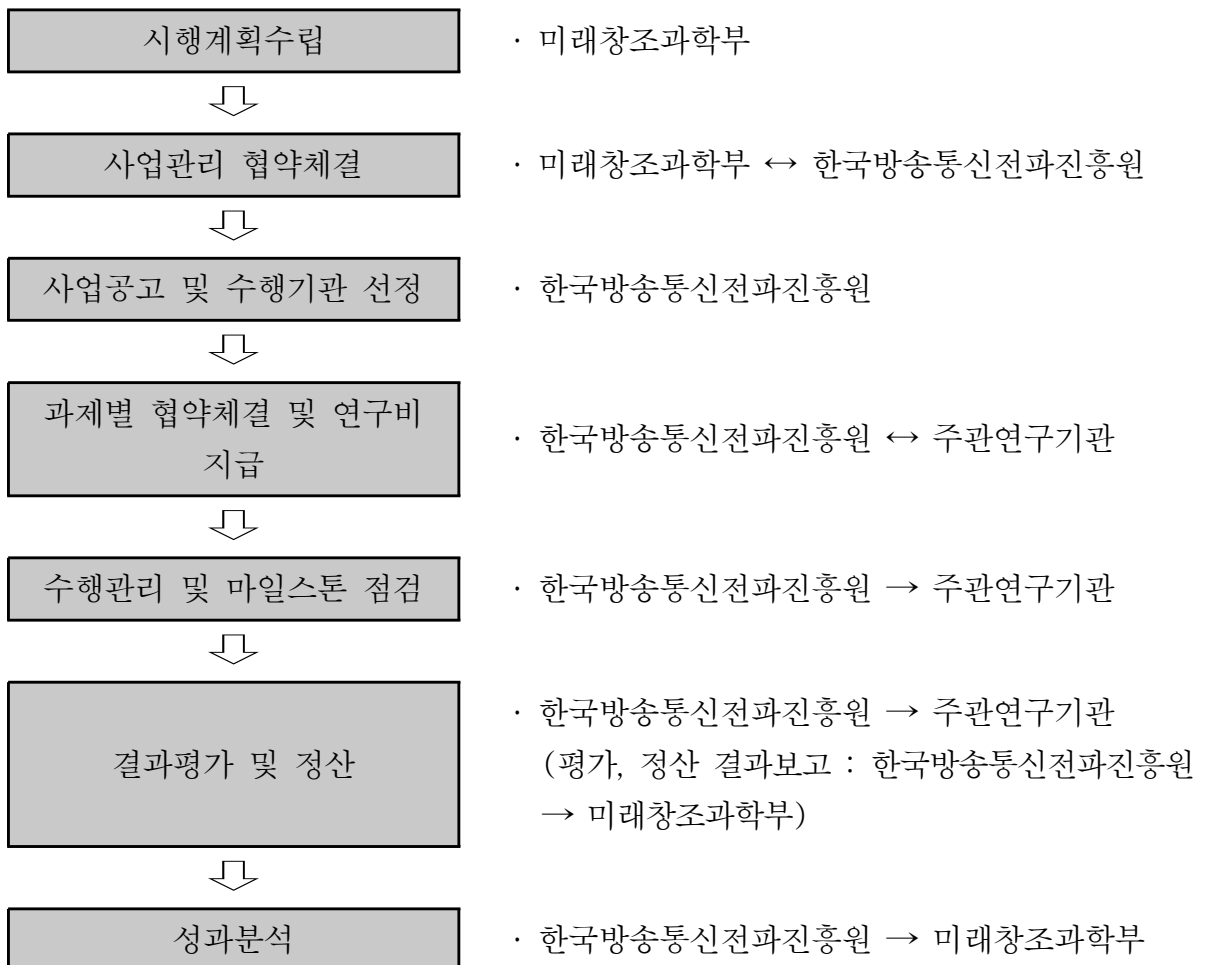 시행계획수립
· 미래창조과학부
사업관리 협약체결
· 미래창조과학부 ↔ 한국방송통신전파진흥원
사업공고 및 수행기관 선정
· 한국방송통신전파진흥원
과제별 협약체결 및 연구비
지급
· 한국방송통신전파진흥원 ↔ 주관연구기관
수행관리 및 마일스톤 점검
· 한국방송통신전파진흥원 → 주관연구기관
결과평가 및 정산
· 한국방송통신전파진흥원 → 주관연구기관
(평가, 정산 결과보고 : 한국방송통신전파진흥원
→ 미래창조과학부)
성과분석
· 한국방송통신전파진흥원 → 미래창조과학부